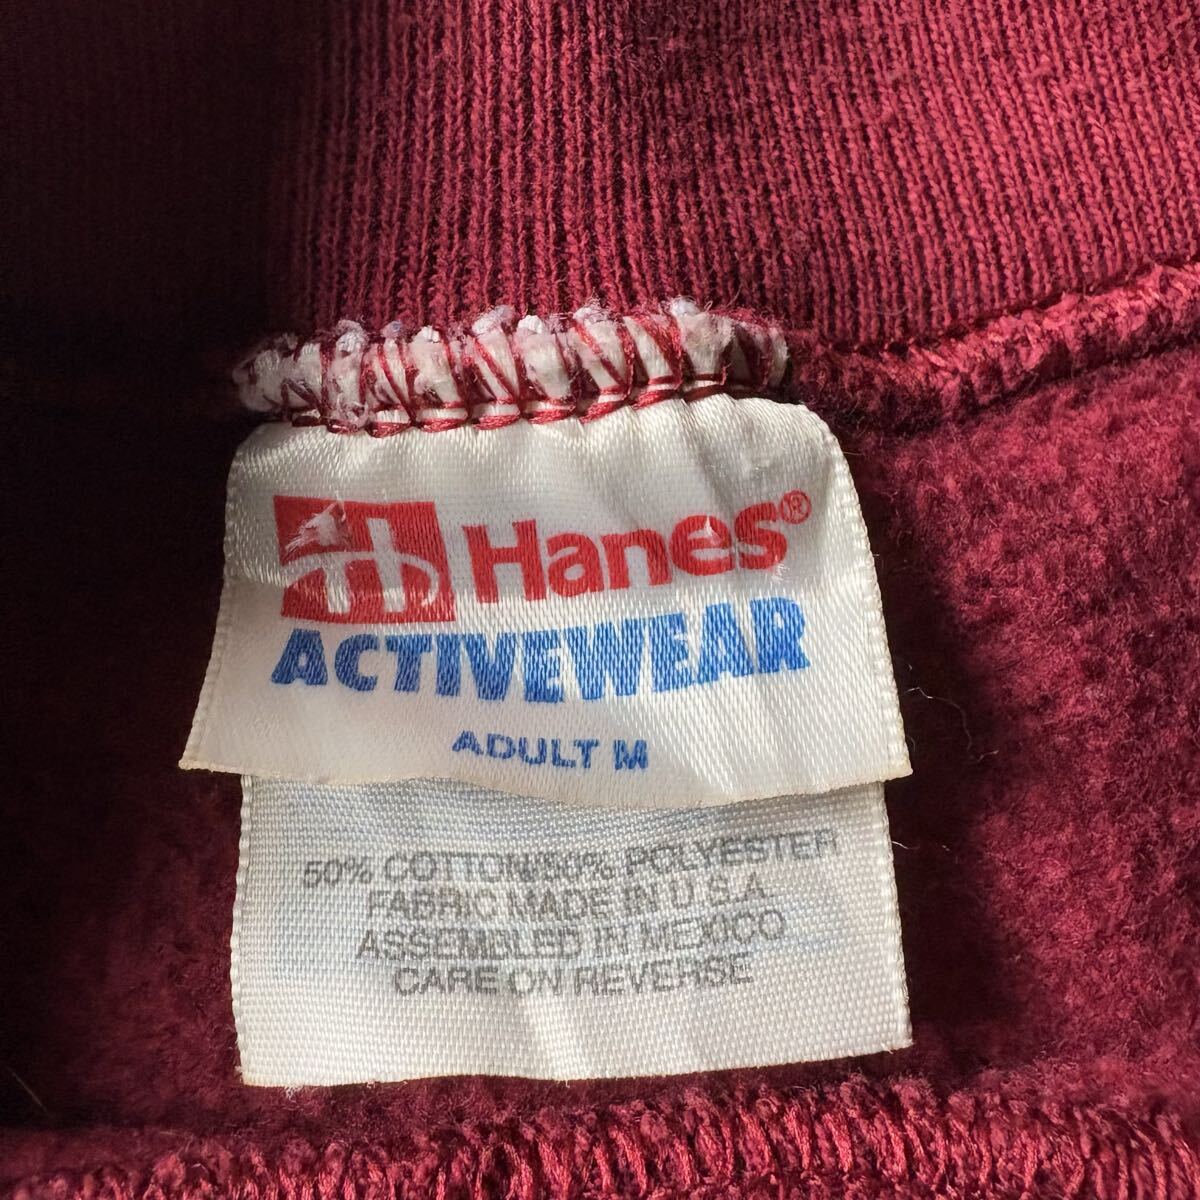 Hanes®
ACTIVEWEAR
ADULT M
50% COTTON/50% POLYESTER
FABRIC MADE IN U.S.A.
ASSEMBLED IN MEXICO
CARE ON REVERSE